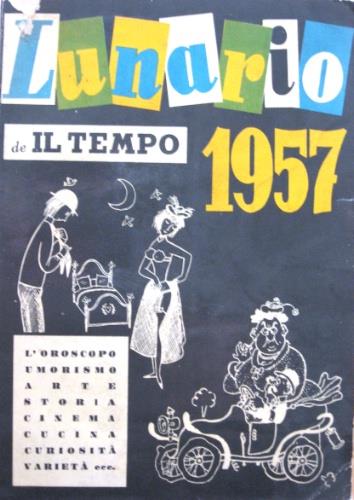 Lunario
de IL TEMPO
1957
L'OROSCOPO
UMORISMO
ARTE
STORIA
CINEMA
CUCINA
CURIOSITÀ
VARIETÀ ecc.